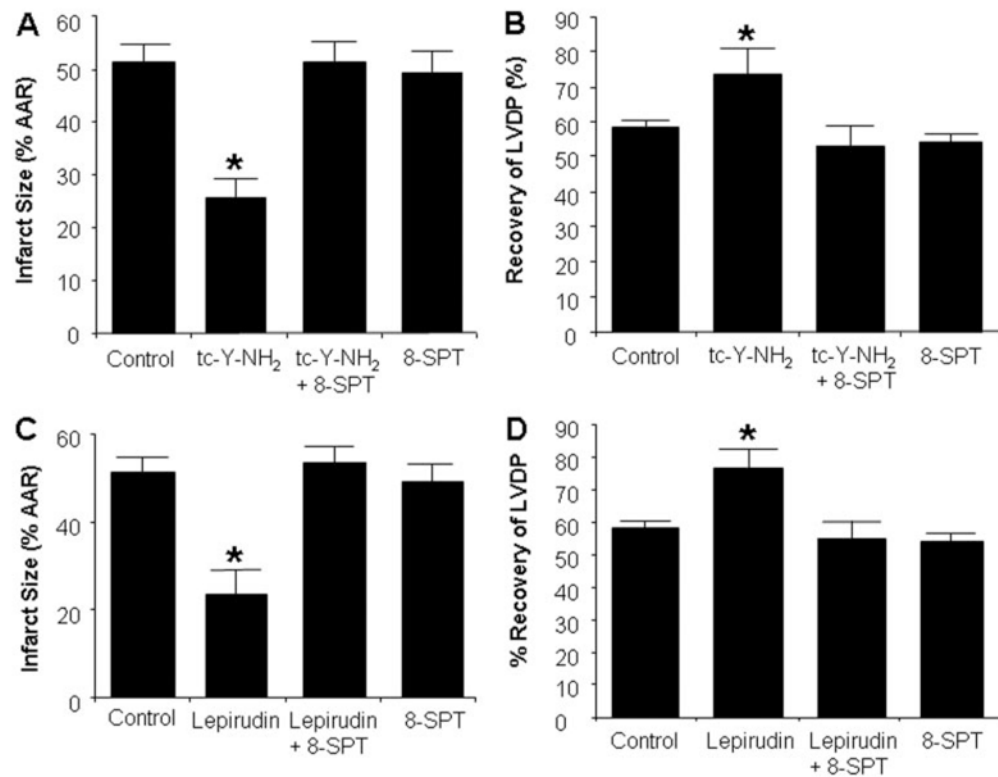 A
Infarct Size (% AAR)
60
50
40
30
20
10
0
*
Control
tc-Y-NH₂
tc-Y-NH₂
+ 8-SPT
8-SPT
B
Recovery of LVDP (%)
90
80
70
60
50
40
30
20
10
0
*
Control
tc-Y-NH₂
tc-Y-NH₂
+ 8-SPT
8-SPT
C
Infarct Size (% AAR)
60
40
20
0
*
Control
Lepirudin
Lepirudin
+ 8-SPT
8-SPT
D
% Recovery of LVDP
90
80
70
60
50
40
30
20
10
0
*
Control
Lepirudin
Lepirudin
+ 8-SPT
8-SPT